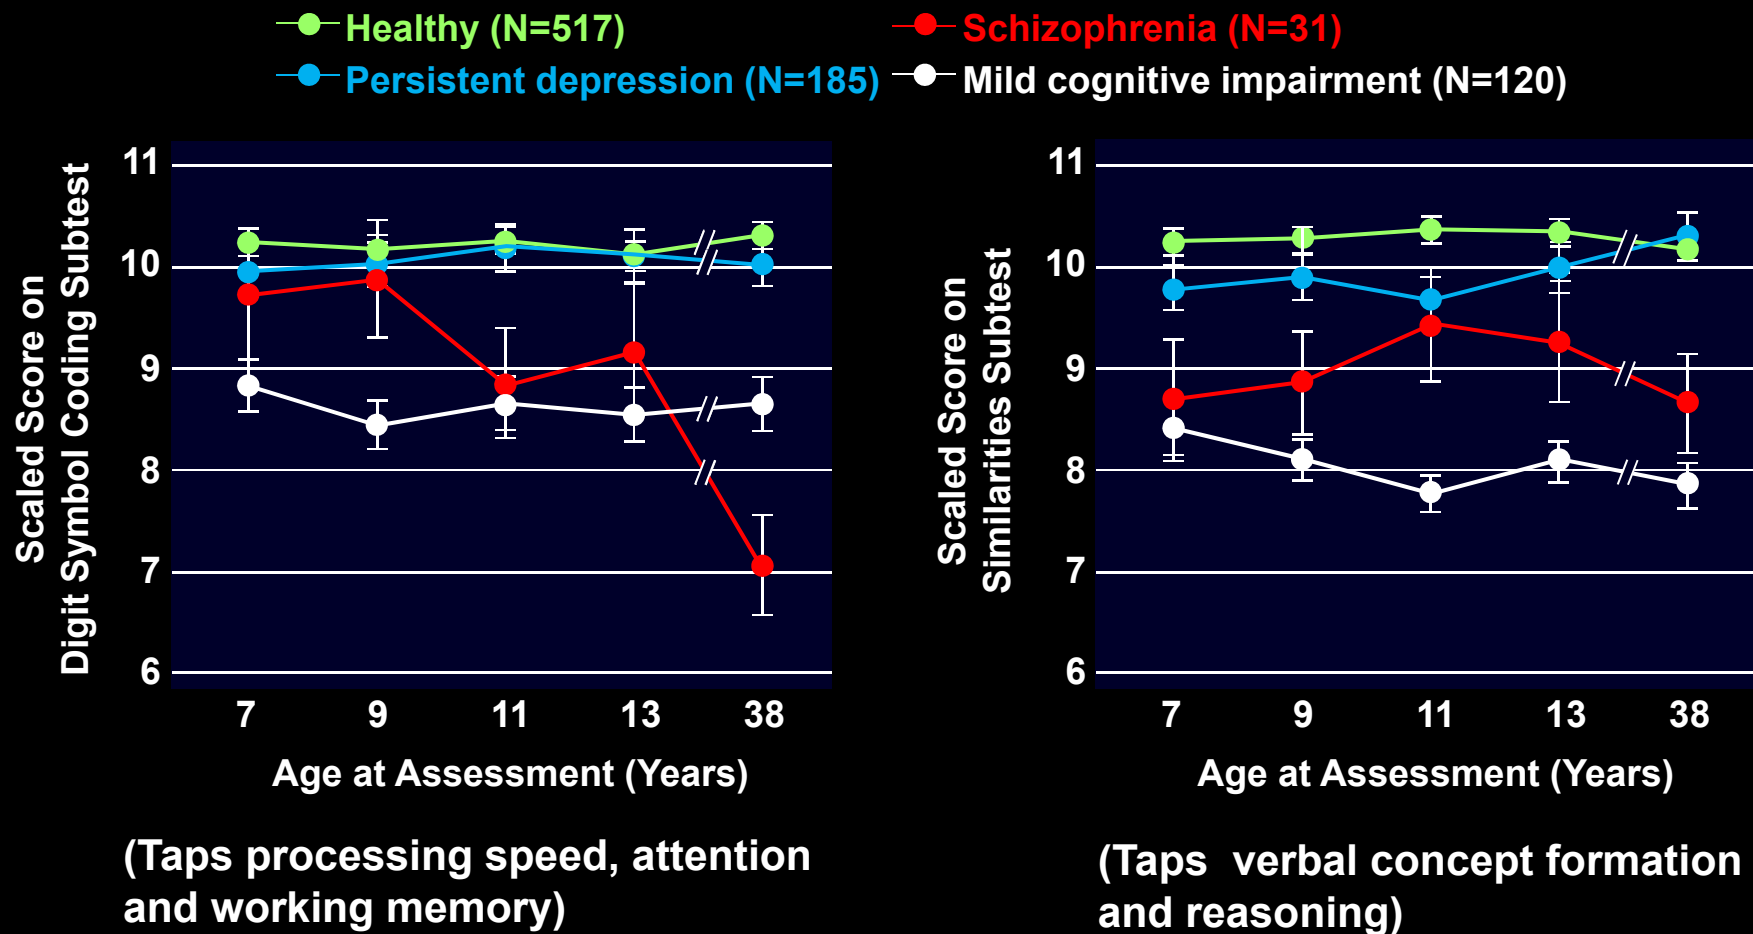 Healthy (N=517)
Schizophrenia (N=31)
Persistent depression (N=185)
Mild cognitive impairment (N=120)
Scaled Score on
Digit Symbol Coding Subtest
11
10
9
8
7
6
7 9 11 13 38
Age at Assessment (Years)
(Taps processing speed, attention
and working memory)
Scaled Score on
Similarities Subtest
11
10
9
8
7
6
7 9 11 13 38
Age at Assessment (Years)
(Taps verbal concept formation
and reasoning)